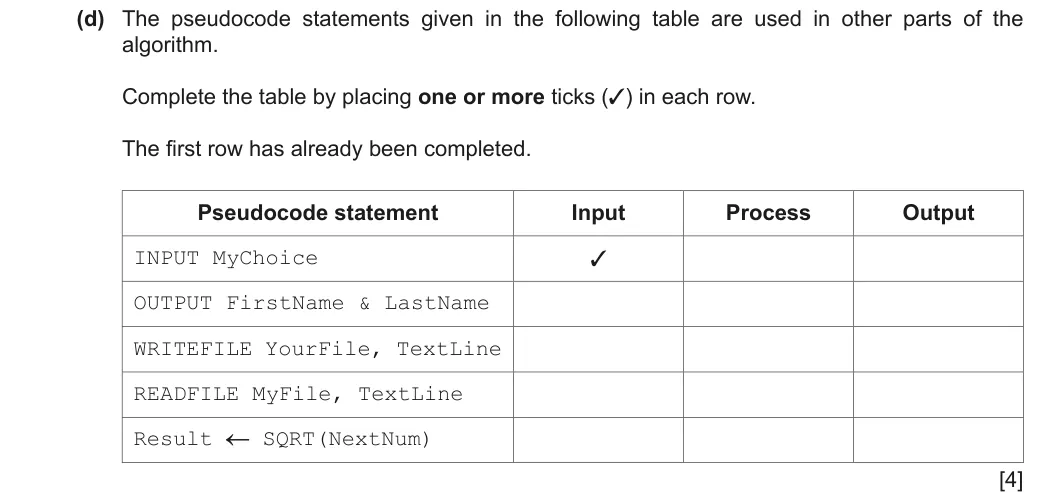 (d) The pseudocode statements given in the following table are used in other parts of the
algorithm.
Complete the table by placing one or more ticks (✓) in each row.
The first row has already been completed.
Pseudocode statement Input Process Output
INPUT MyChoice ✓
OUTPUT FirstName & LastName
WRITEFILE YourFile, TextLine
READFILE MyFile, TextLine
Result ← SQRT(NextNum)
[4]